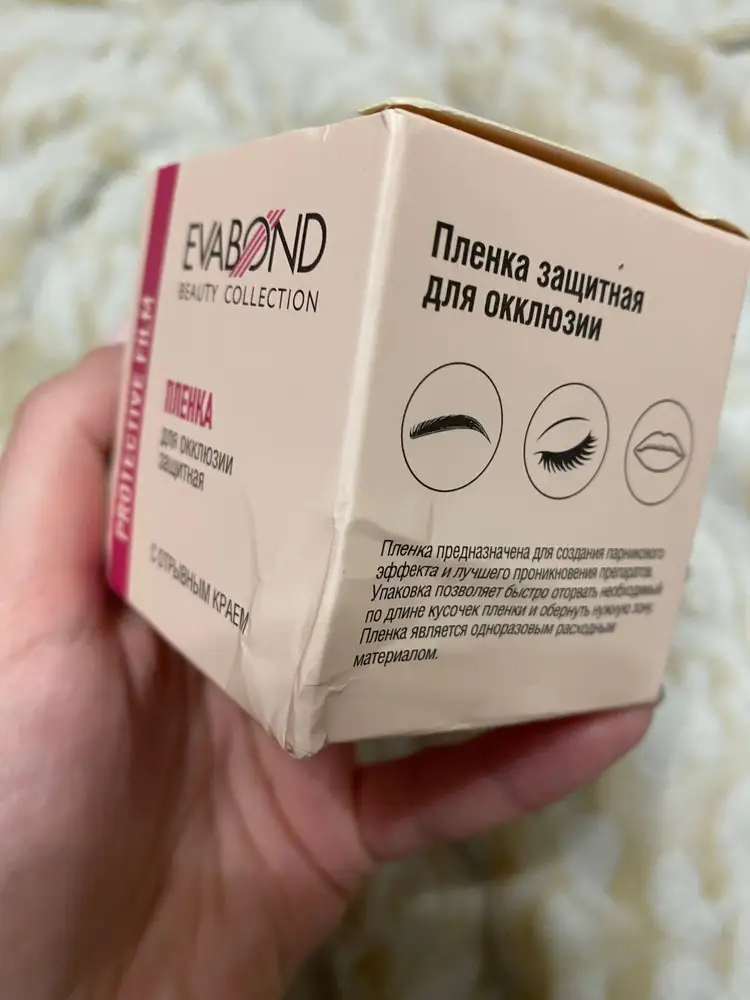 PROTECTIVE FILM
EVABOND
BEAUTY COLLECTION
ПЛЕНКА
для окклюзии
защитная
С ОТРЫВНЫМ КРАЕМ
Пленка защитная
для окклюзии
Пленка предназначена для создания парникового
эффекта и лучшего проникновения препаратов.
Упаковка позволяет быстро оторвать необходимый
по длине кусочек пленки и обернуть нужную зону.
Пленка является одноразовым расходным
материалом.